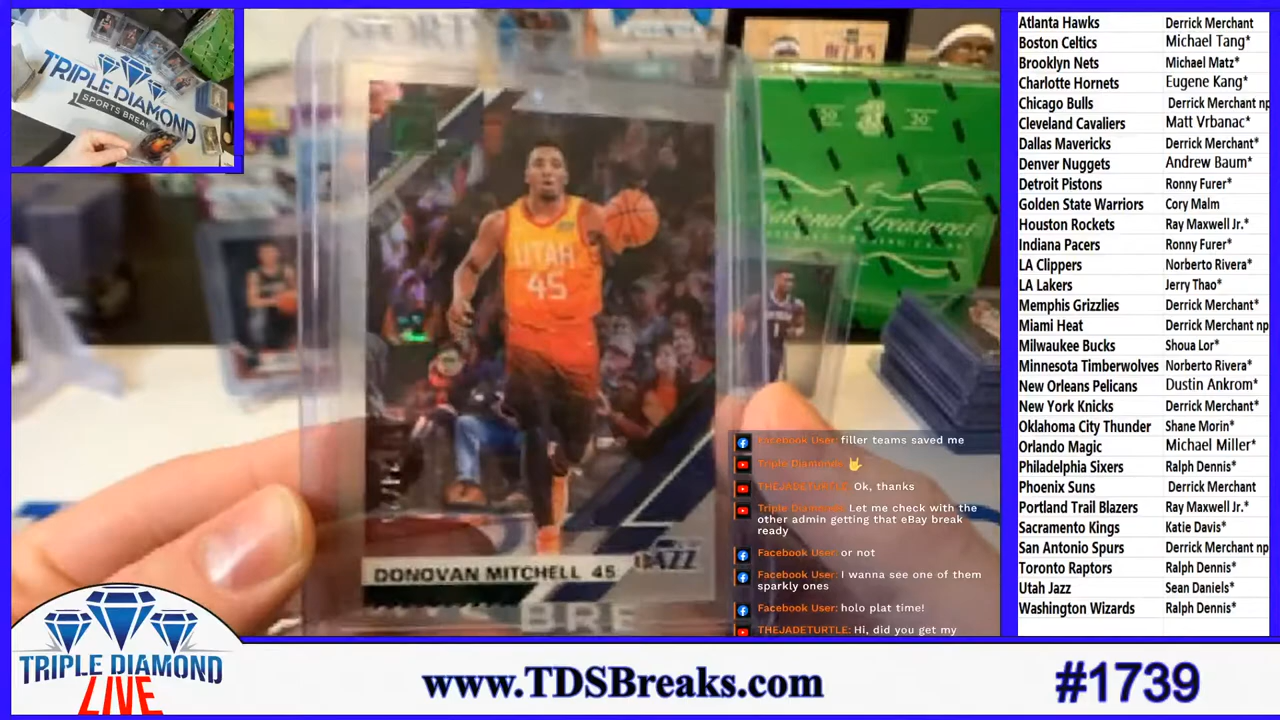 TRIPLE DIAMOND
SPORTS BREAK
UTAH
45
DONOVAN MITCHELL 45
JAZZ
BRE
National Treasures
Facebook User: filler teams saved me
Triple Diamond: 🤘
THEJADETURTLE: Ok, thanks
Triple Diamond: Let me check with the
other admin getting that eBay break
ready
Facebook User: or not
Facebook User: I wanna see one of them
sparkly ones
Facebook User: holo plat time!
THEJADETURTLE: Hi, did you get my
Atlanta Hawks Derrick Merchant
Boston Celtics Michael Tang*
Brooklyn Nets Michael Matz*
Charlotte Hornets Eugene Kang*
Chicago Bulls Derrick Merchant np
Cleveland Cavaliers Matt Vrbanac*
Dallas Mavericks Derrick Merchant*
Denver Nuggets Andrew Baum*
Detroit Pistons Ronny Furer*
Golden State Warriors Cory Malm
Houston Rockets Ray Maxwell Jr.*
Indiana Pacers Ronny Furer*
LA Clippers Norberto Rivera*
LA Lakers Jerry Thao*
Memphis Grizzlies Derrick Merchant*
Miami Heat Derrick Merchant np
Milwaukee Bucks Shoua Lor*
Minnesota Timberwolves Norberto Rivera*
New Orleans Pelicans Dustin Ankrom*
New York Knicks Derrick Merchant*
Oklahoma City Thunder Shane Morin*
Orlando Magic Michael Miller*
Philadelphia Sixers Ralph Dennis*
Phoenix Suns Derrick Merchant
Portland Trail Blazers Ray Maxwell Jr.*
Sacramento Kings Katie Davis*
San Antonio Spurs Derrick Merchant np
Toronto Raptors Ralph Dennis*
Utah Jazz Sean Daniels*
Washington Wizards Ralph Dennis*
TRIPLE DIAMOND
LIVE
www.TDSBreaks.com
#1739